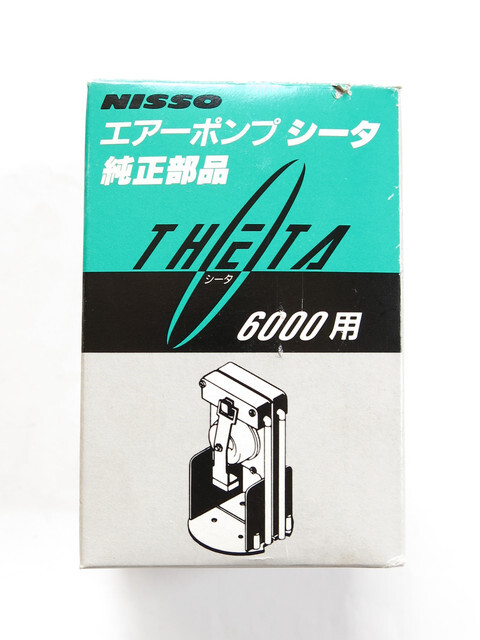 NISSO
エアーポンプ シータ
純正部品
THETA
シータ
6000用